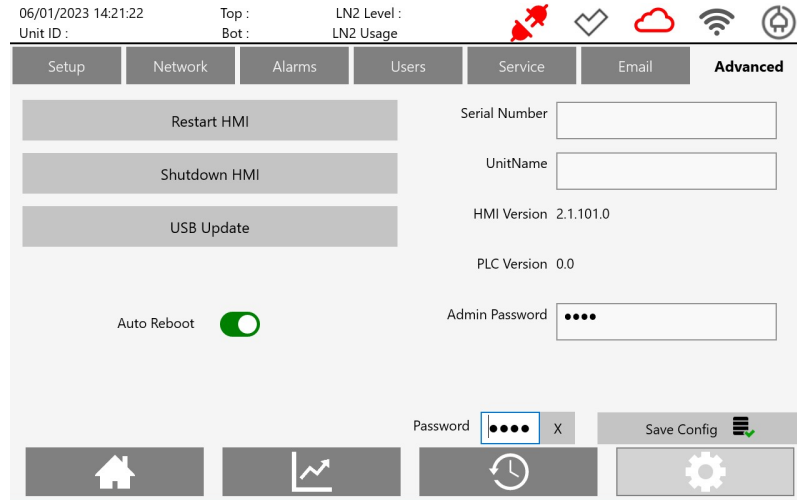 06/01/2023 14:21:22 Top : LN2 Level :
Unit ID : Bot : LN2 Usage
Setup Network Alarms Users Service Email Advanced
Restart HMI Serial Number
Shutdown HMI UnitName
HMI Version 2.1.101.0
USB Update
PLC Version 0.0
Auto Reboot Admin Password ●●●●
Password ●●●● X Save Config